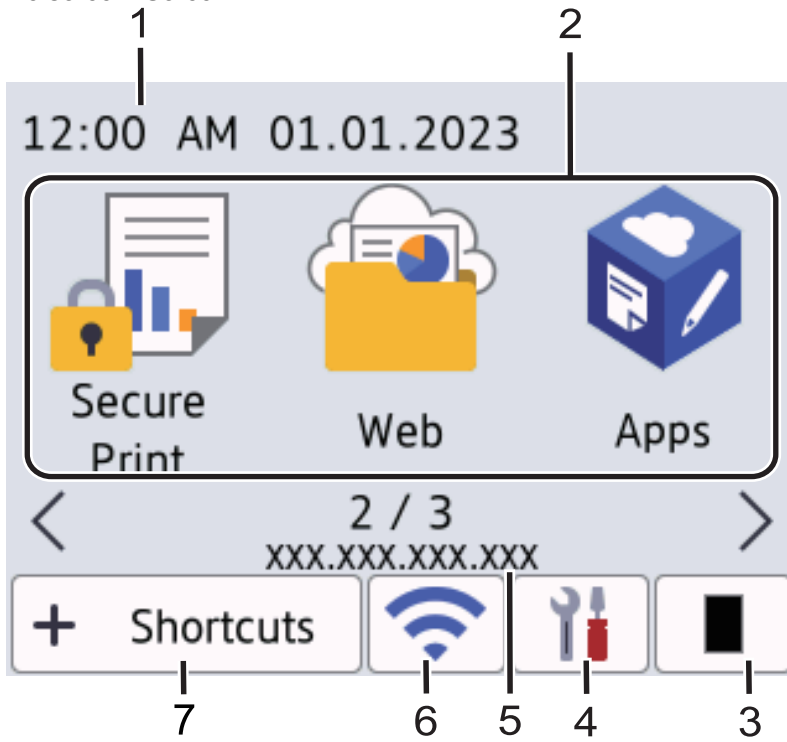 1
2
12:00 AM 01.01.2023
Secure
Print
Web
Apps
2 / 3
XXX.XXX.XXX.XXX
+ Shortcuts
7
6
5
4
3